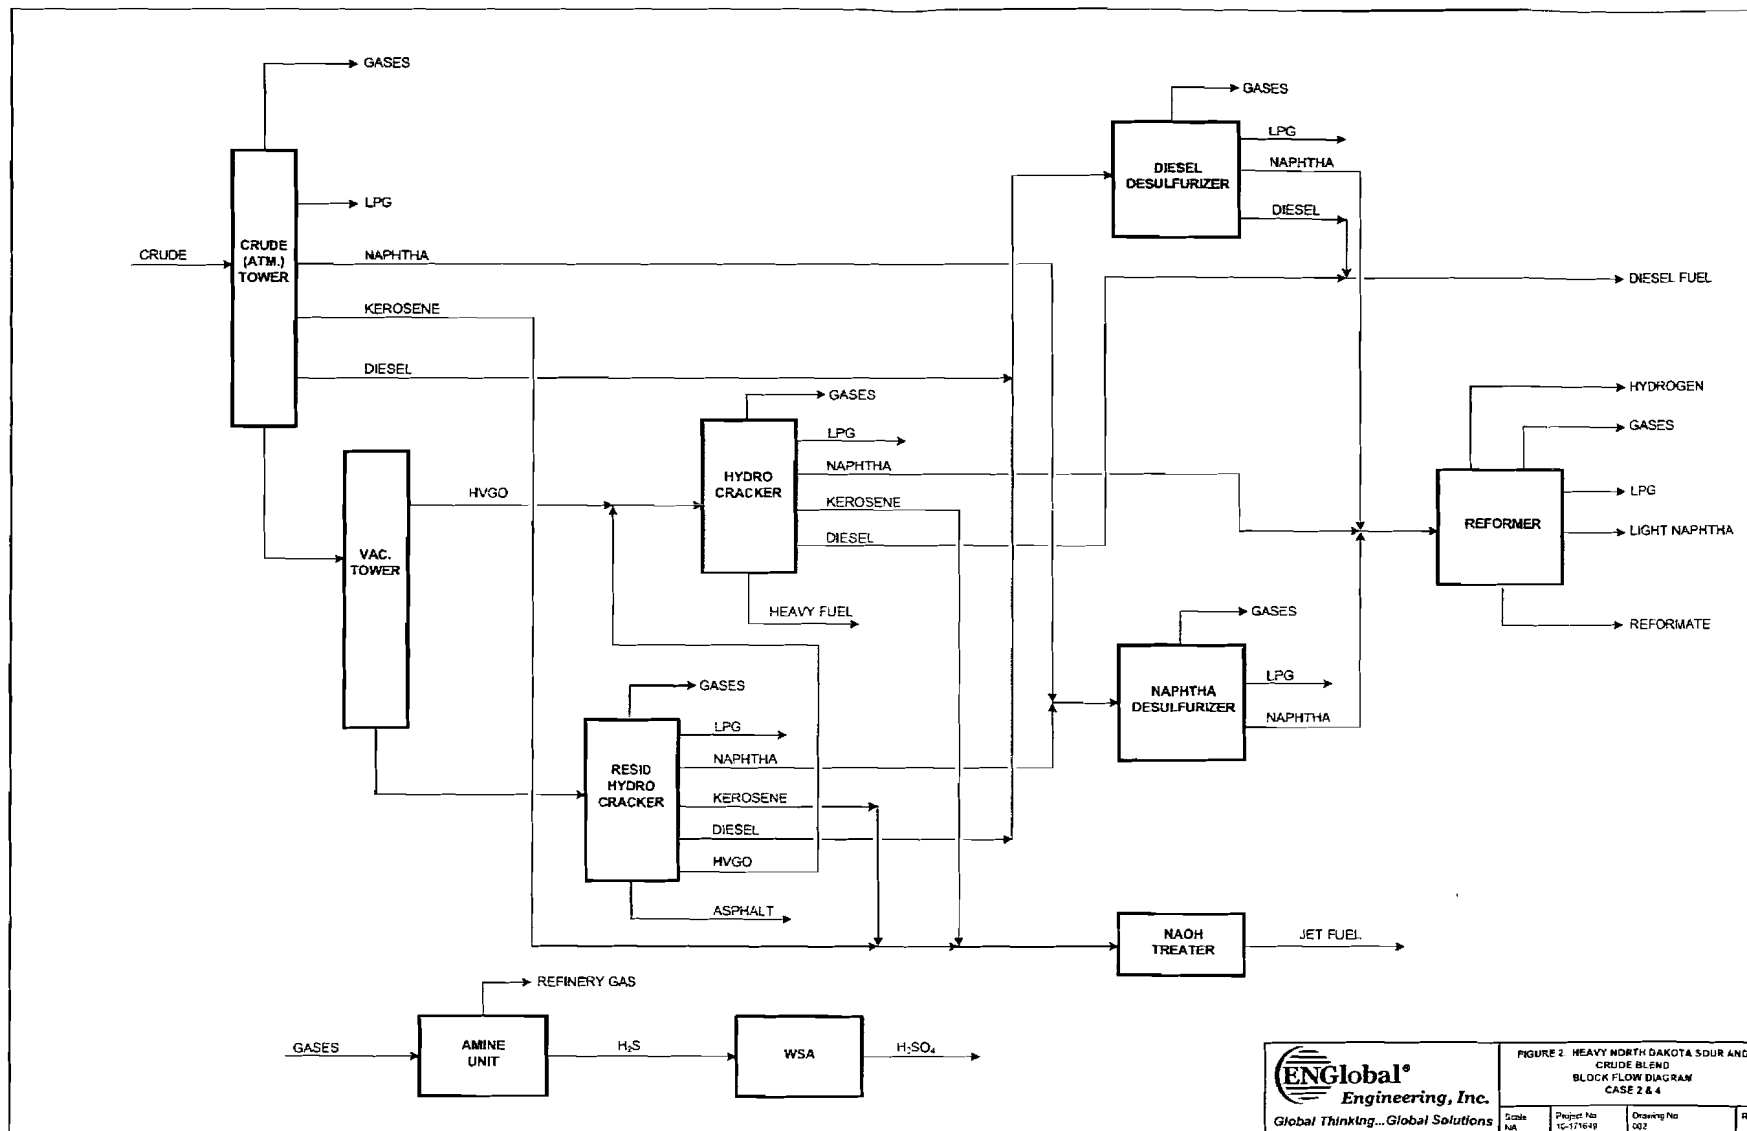 GASES
LPG
CRUDE
CRUDE
(ATM.)
TOWER
NAPHTHA
KEROSENE
DIESEL
VAC.
TOWER
HVGO
GASES
LPG
NAPHTHA
KEROSENE
DIESEL
HYDRO
CRACKER
HEAVY FUEL
GASES
LPG
NAPHTHA
KEROSENE
DIESEL
HVGO
RESID
HYDRO
CRACKER
ASPHALT
GASES
LPG
NAPHTHA
DIESEL
DIESEL
DESULFURIZER
DIESEL FUEL
HYDROGEN
GASES
LPG
LIGHT NAPHTHA
REFORMER
REFORMATE
GASES
LPG
NAPHTHA
NAPHTHA
DESULFURIZER
NAOH
TREATER
JET FUEL
REFINERY GAS
GASES
AMINE
UNIT
H₂S
WSA
H₂SO₄
ENGlobal®
Engineering, Inc.
Global Thinking...Global Solutions
FIGURE 2. HEAVY NORTH DAKOTA SOUR AND
CRUDE BLEND
BLOCK FLOW DIAGRAM
CASE 2 & 4
Scale
NA
Project No
Drawing No
002